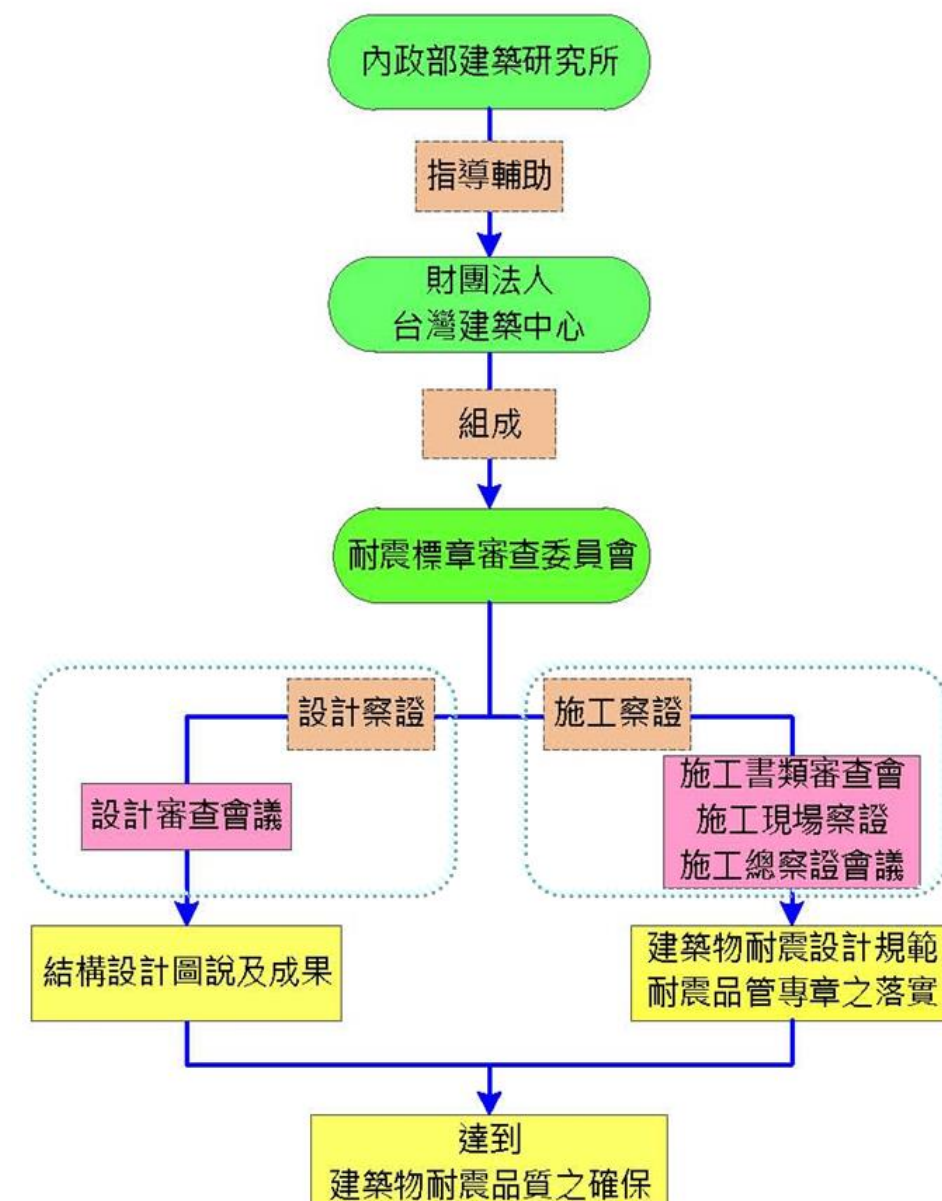 內政部建築研究所
指導輔助
財團法人
台灣建築中心
組成
耐震標章審查委員會
設計察證
施工察證
設計審查會議
施工書類審查會
施工現場察證
施工總察證會議
結構設計圖說及成果
建築物耐震設計規範
耐震品管專章之落實
達到
建築物耐震品質之確保